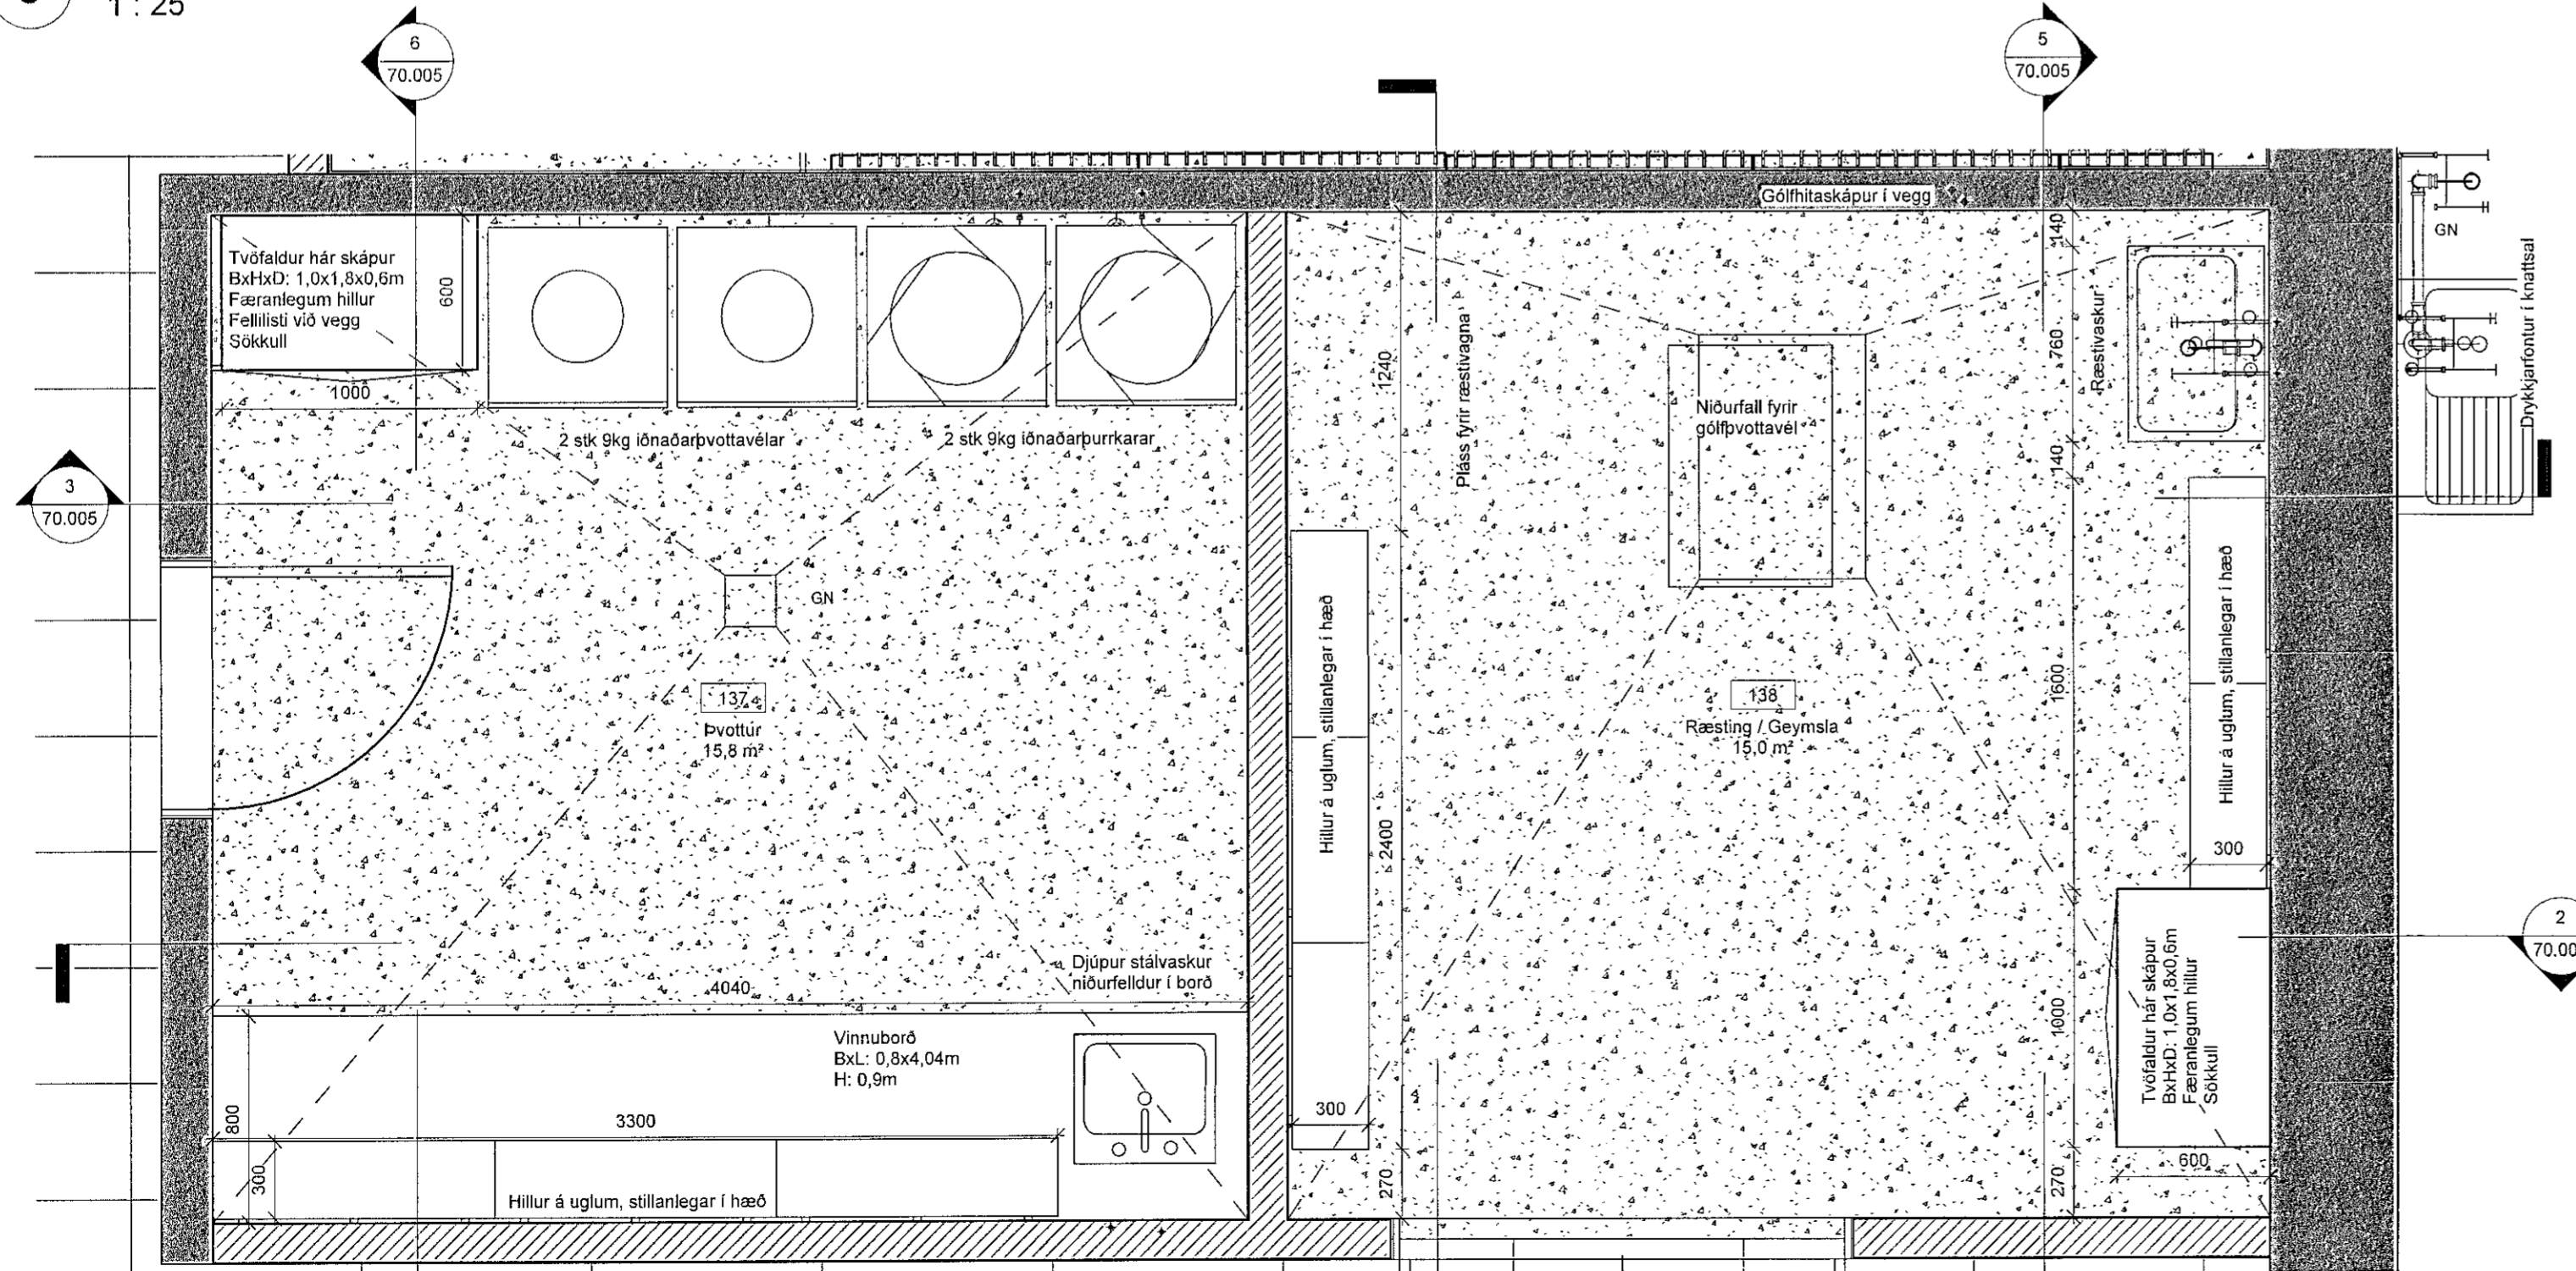 1 : 25
6
70.005
5
70.005
Gólfhitaskápur í vegg
Tvöfaldur hár skápur
BxHxD: 1,0x1,8x0,6m
Færanlegum hillur
Fellilisti við vegg
Sökkull
600
1000
2 stk 9kg iðnaðarþvottavélar
2 stk 9kg iðnaðarþurrkarar
3
70.005
GN
137
Þvottur
15,8 m²
4040
Djúpur stálvaskur
niðurfelldur í borð
Vinnuborð
BxL: 0,8x4,04m
H: 0,9m
800
300
3300
Hillur á uglum, stillanlegar í hæð
1240
Pláss fyrir ræstivagna
Niðurfall fyrir
gólfþvottavél
140
760
140
Ræstivaskur
GN
Drykkjarfontur í knattsal
Hillur á uglum, stillanlegar í hæð
2400
300
270
138
Ræsting / Geymsla
15,0 m²
1600
Hillur á uglum, stillanlegar í hæð
300
1000
Tvöfaldur hár skápur
BxHxD: 1,0x1,8x0,6m
Færanlegum hillur
Sökkull
600
270
2
70.00